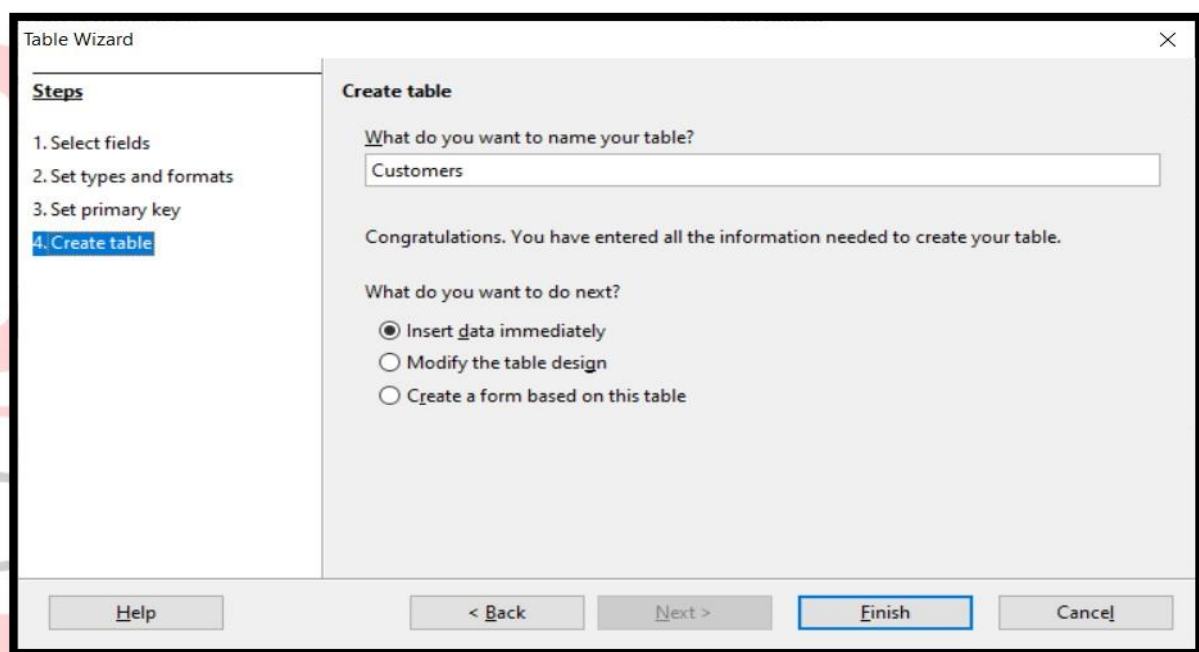 Table Wizard
Steps
1. Select fields
2. Set types and formats
3. Set primary key
4. Create table
Create table
What do you want to name your table?
Customers
Congratulations. You have entered all the information needed to create your table.
What do you want to do next?
Insert data immediately
Modify the table design
Create a form based on this table
Help
< Back
Next >
Finish
Cancel